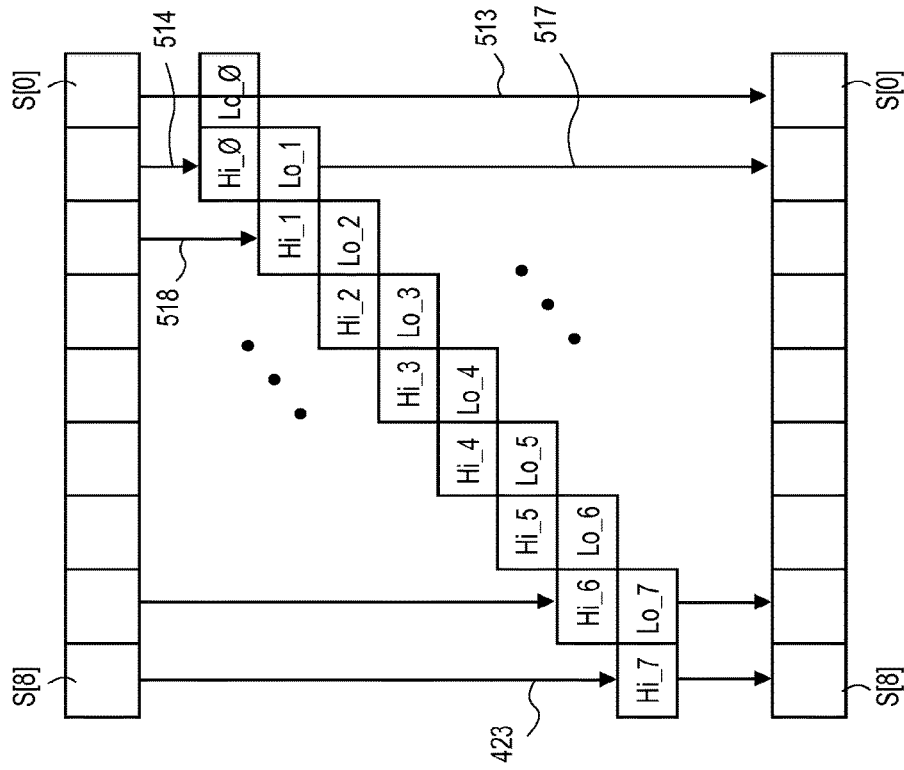 S[0]
514
513
517
518
S[8]
Hi_Ø Lo_Ø
Hi_1 Lo_1
Hi_2 Lo_2
Hi_3 Lo_3
Hi_4 Lo_4
Hi_5 Lo_5
Hi_6 Lo_6
Hi_7 Lo_7
423
S[8]
S[0]